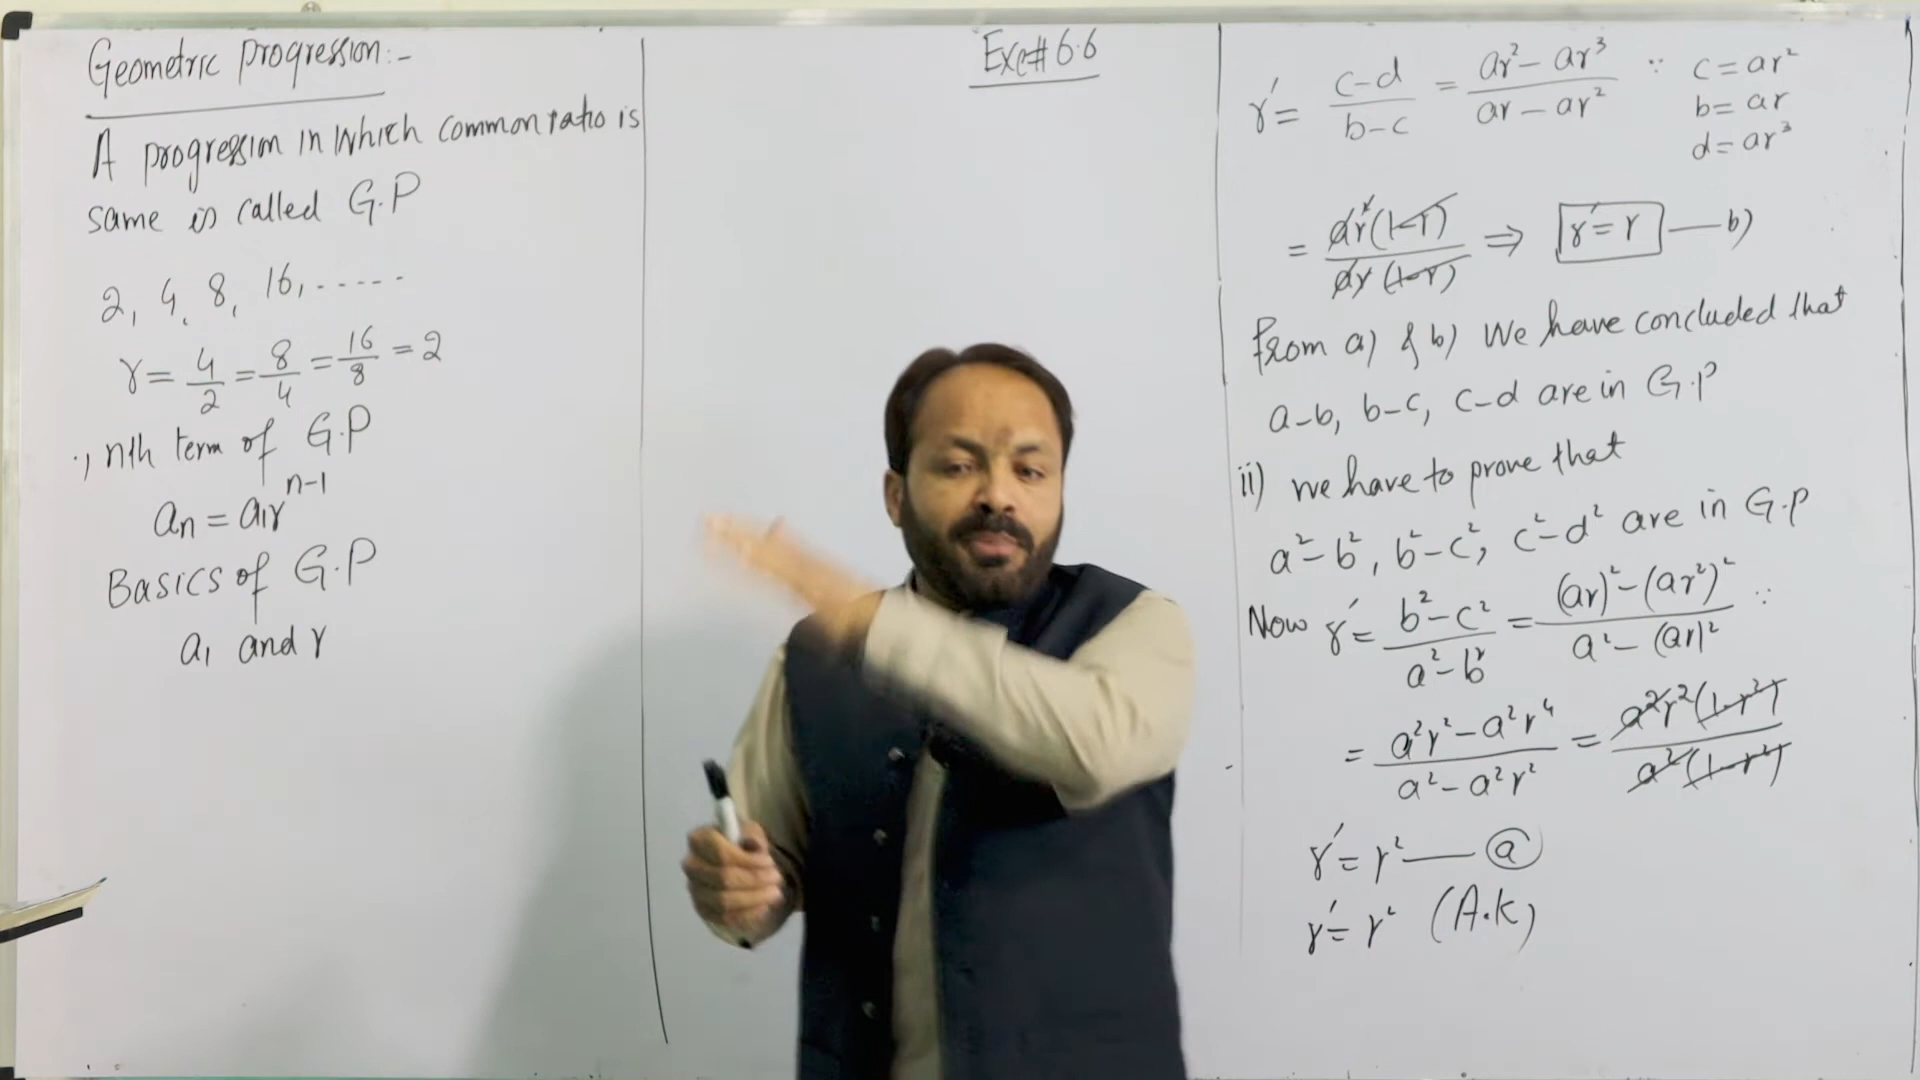 Geometric Progression:-
A progression in which common ratio is
same is called G.P
2, 4, 8, 16, .....
r = 4/2 = 8/4 = 16/8 = 2
., nth term of G.P
aₙ = a₁rⁿ⁻¹
Basics of G.P
a₁ and r
Exe# 6.6
r' = (c-d)/(b-c) = (ar² - ar³)/(ar - ar²) ∵ c = ar²
b = ar
d = ar³
= ar²(1-r)/ar(1-r) ⇒ r' = r —— b)
From a) & b) We have concluded that
a-b, b-c, c-d are in G.P
ii) we have to prove that
a²-b², b²-c², c²-d² are in G.P
Now r' = (b²-c²)/(a²-b²) = ((ar)²-(ar²)²)/(a²-(ar)²) ∵
= (a²r²-a²r⁴)/(a²-a²r²) = a²r²(1-r²)/a²(1-r²)
r' = r² —— (a)
r' = r² (A.K)